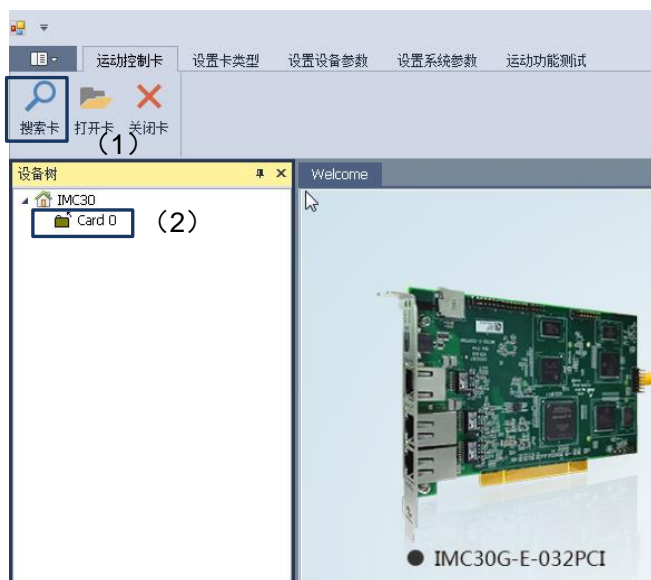 运动控制卡 设置卡类型 设置设备参数 设置系统参数 运动功能测试
搜索卡 打开卡 关闭卡
（1）
设备树
Welcome
IMC30
Card 0
（2）
● IMC30G-E-032PCI